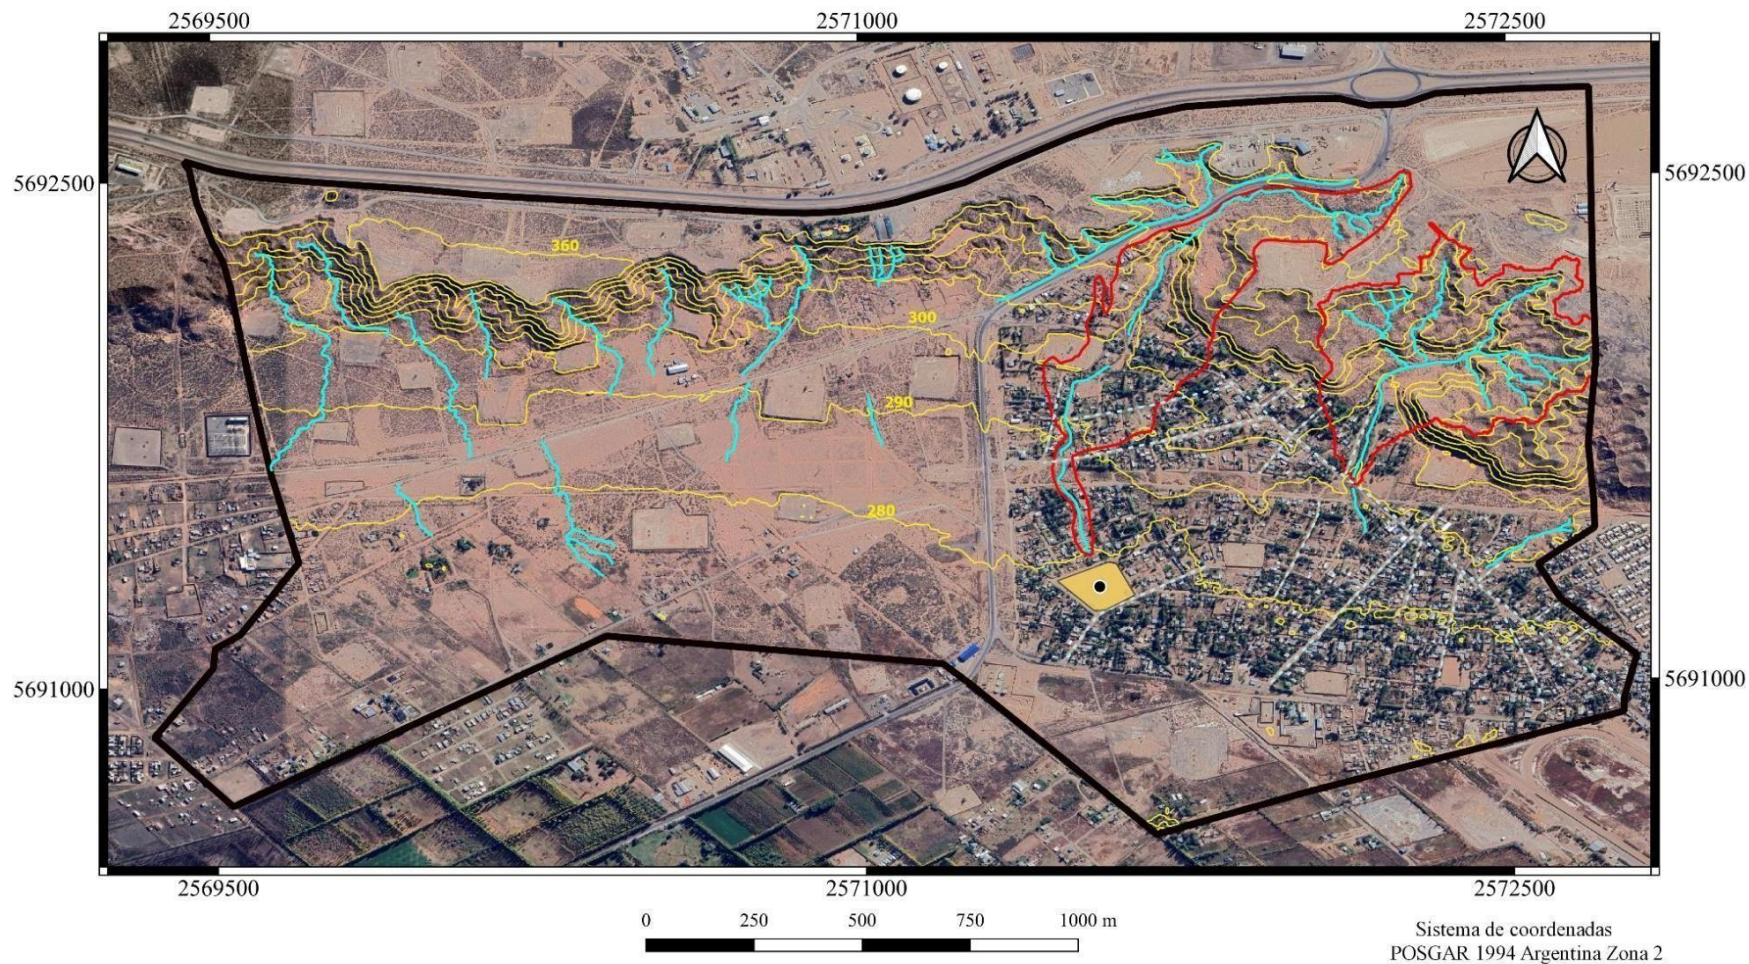 2569500 2571000 2572500
5692500 5692500
360
300
290
280
5691000 5691000
2569500 2571000 2572500
0 250 500 750 1000 m
Sistema de coordenadas
POSGAR 1994 Argentina Zona 2